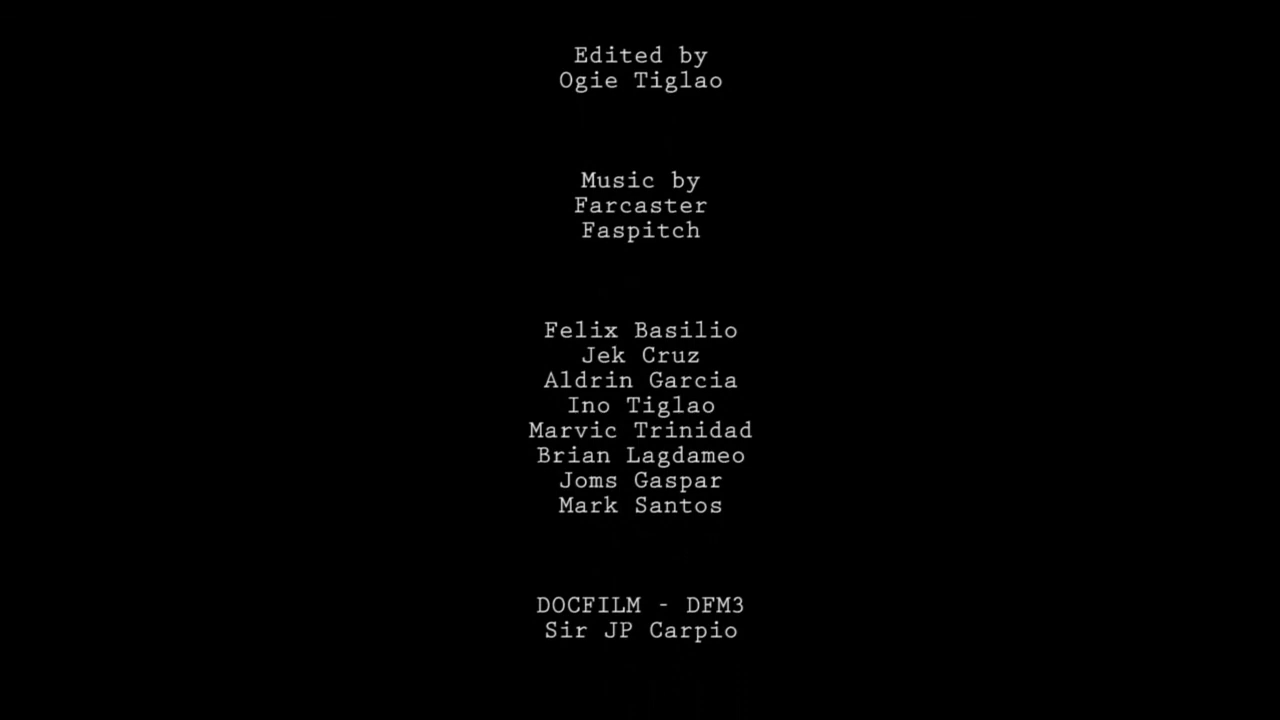 Edited by
Ogie Tiglao
Music by
Farcaster
Faspitch
Felix Basilio
Jek Cruz
Aldrin Garcia
Ino Tiglao
Marvic Trinidad
Brian Lagdameo
Joms Gaspar
Mark Santos
DOCFILM - DFM3
Sir JP Carpio